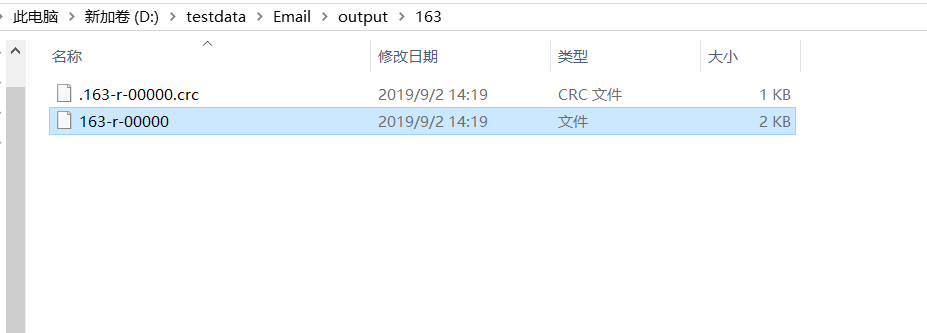 此电脑 > 新加卷 (D:) > testdata > Email > output > 163
名称 修改日期 类型 大小
.163-r-00000.crc 2019/9/2 14:19 CRC 文件 1 KB
163-r-00000 2019/9/2 14:19 文件 2 KB